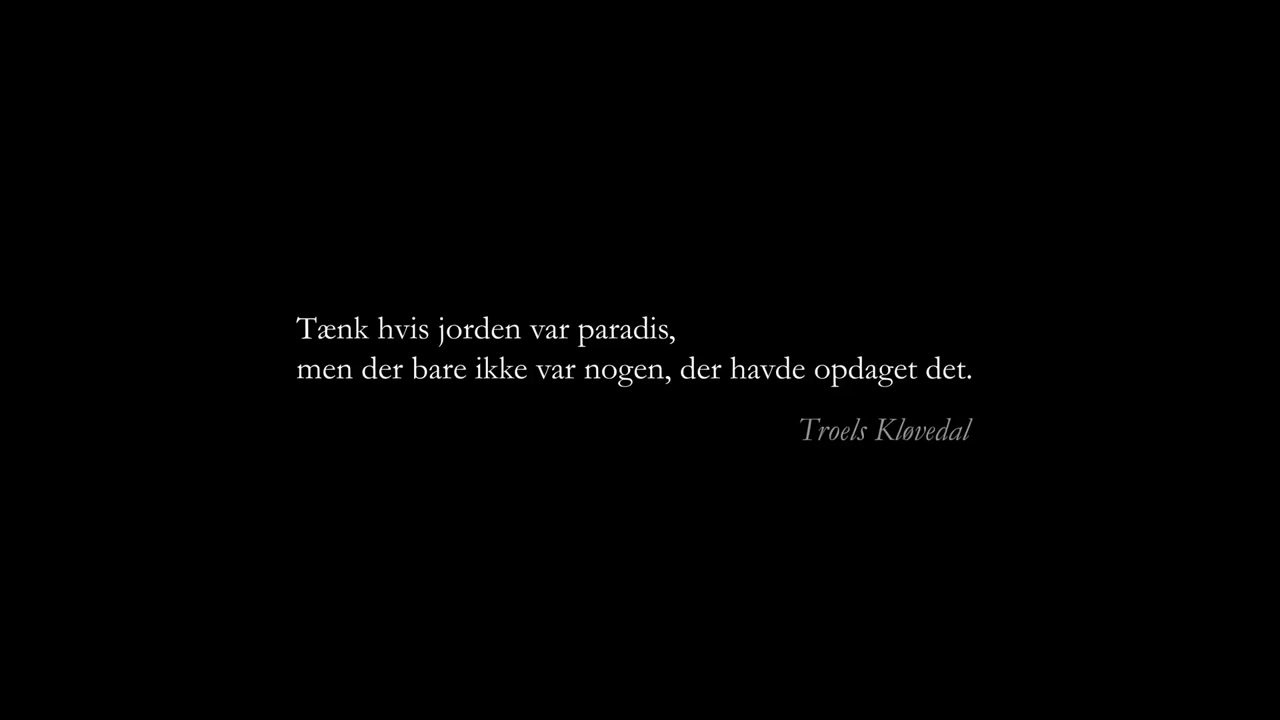 Tænk hvis jorden var paradis,
men der bare ikke var nogen, der havde opdaget det.
Troels Kløvedal